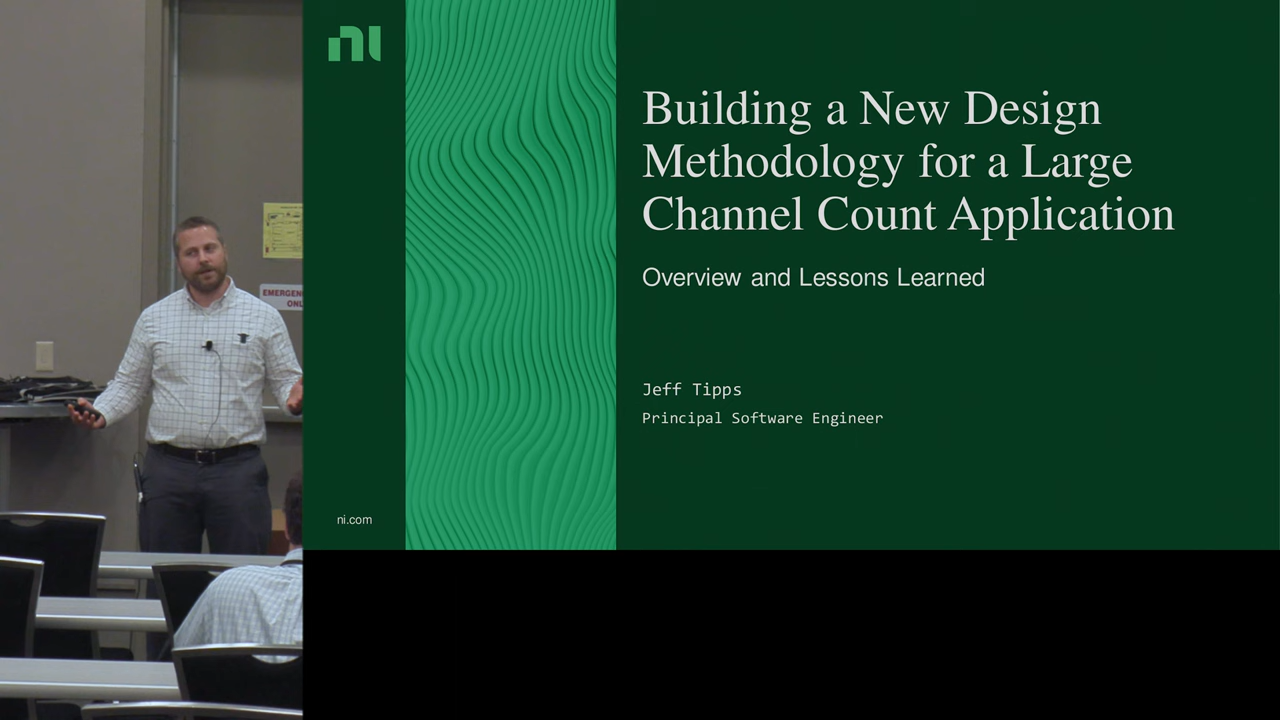 ni
Building a New Design
Methodology for a Large
Channel Count Application
Overview and Lessons Learned
Jeff Tipps
Principal Software Engineer
ni.com
EMERGEN
ONL